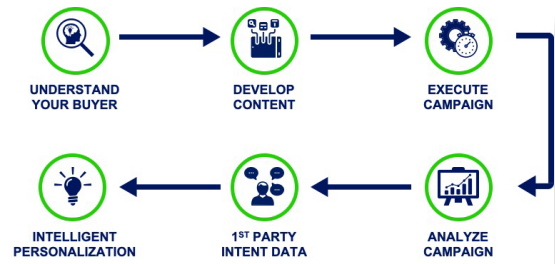 UNDERSTAND
YOUR BUYER
DEVELOP
CONTENT
EXECUTE
CAMPAIGN
INTELLIGENT
PERSONALIZATION
1ST PARTY
INTENT DATA
ANALYZE
CAMPAIGN